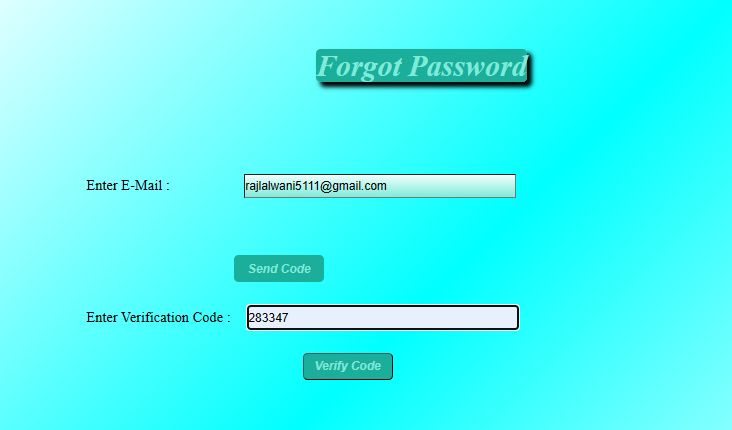 Forgot Password
Enter E-Mail : rajlalwani5111@gmail.com
Send Code
Enter Verification Code : 283347
Verify Code